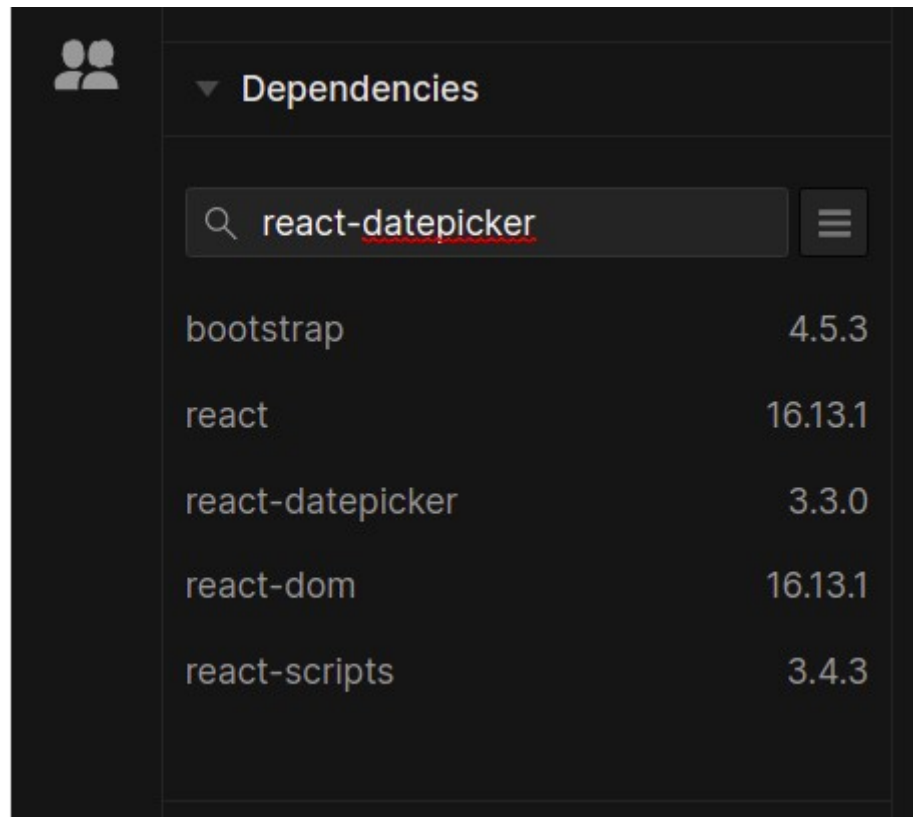 Dependencies
react-datepicker
bootstrap 4.5.3
react 16.13.1
react-datepicker 3.3.0
react-dom 16.13.1
react-scripts 3.4.3